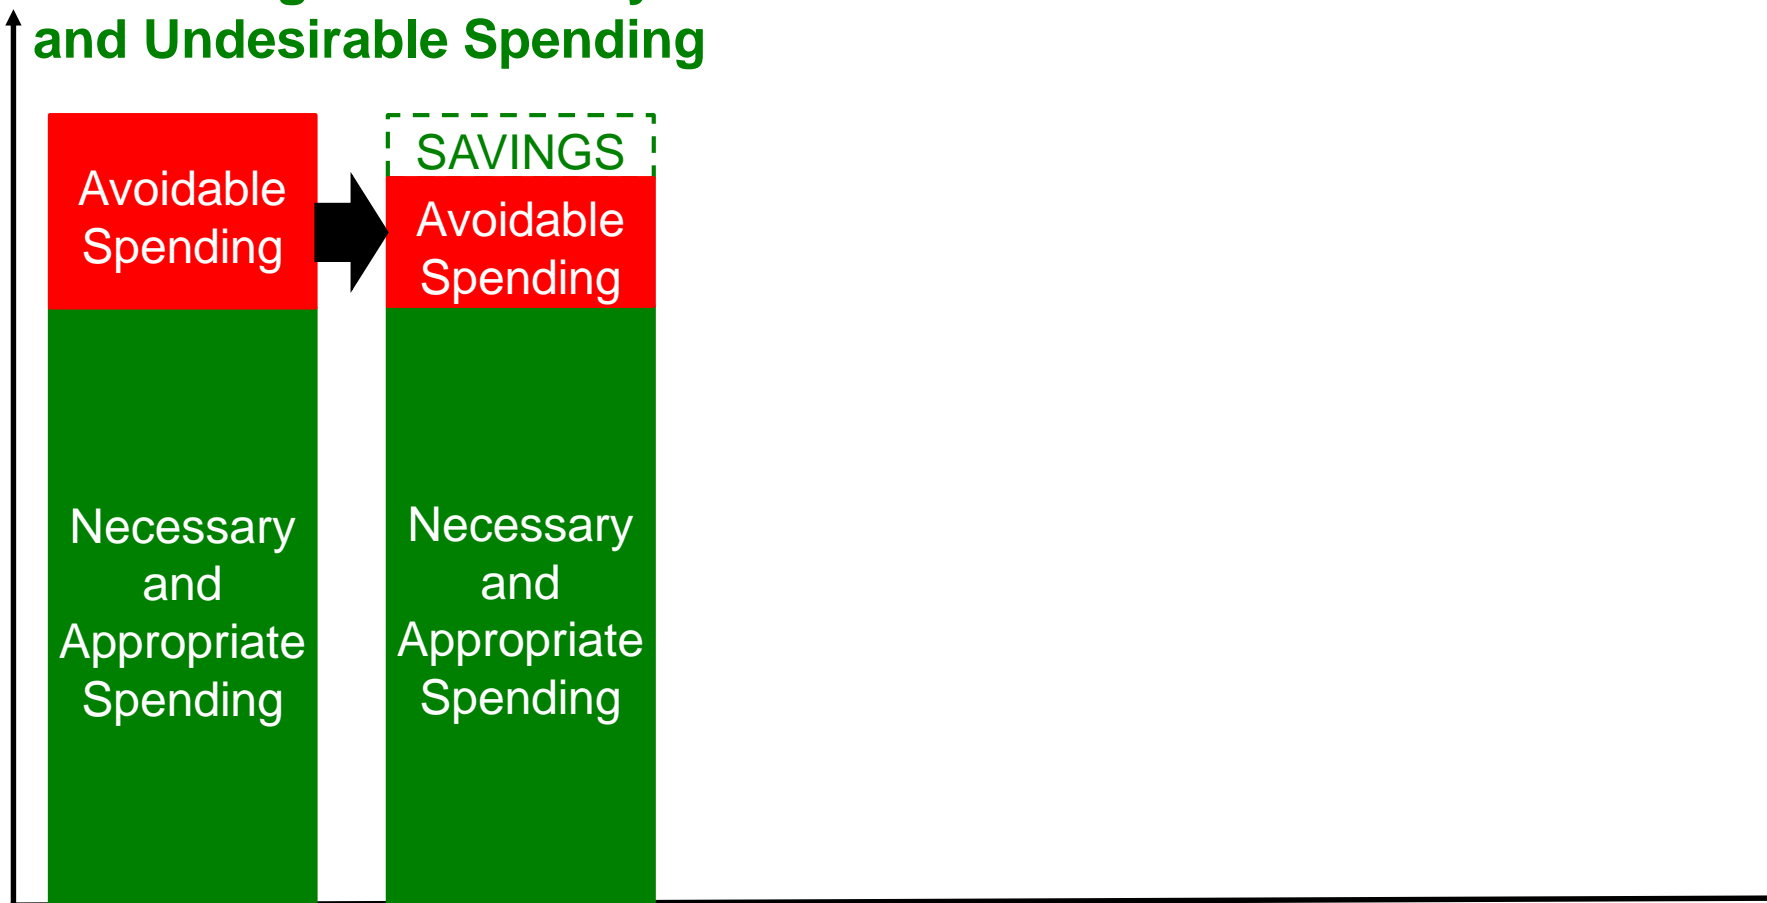 and Undesirable Spending
Avoidable
Spending
Necessary
and
Appropriate
Spending
SAVINGS
Avoidable
Spending
Necessary
and
Appropriate
Spending